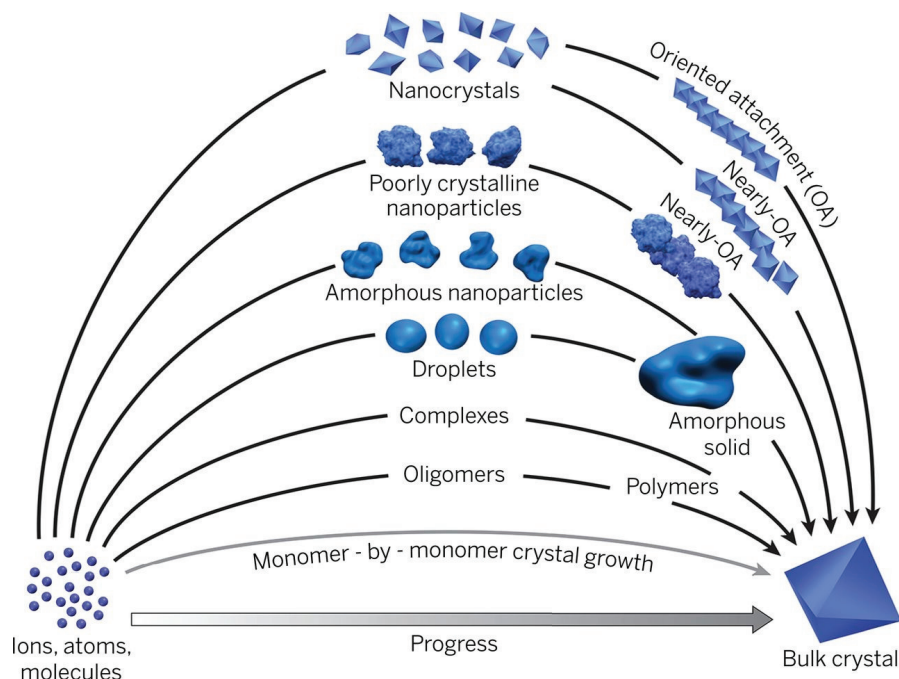 Nanocrystals
Oriented attachment (OA)
Poorly crystalline
nanoparticles
Nearly-OA
Nearly-OA
Amorphous nanoparticles
Droplets
Amorphous
solid
Complexes
Oligomers
Polymers
Monomer - by - monomer crystal growth
Ions, atoms,
molecules
Progress
Bulk crystal